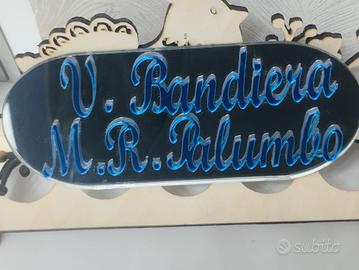 V. Bandiera
M.R.Palumbo
subito